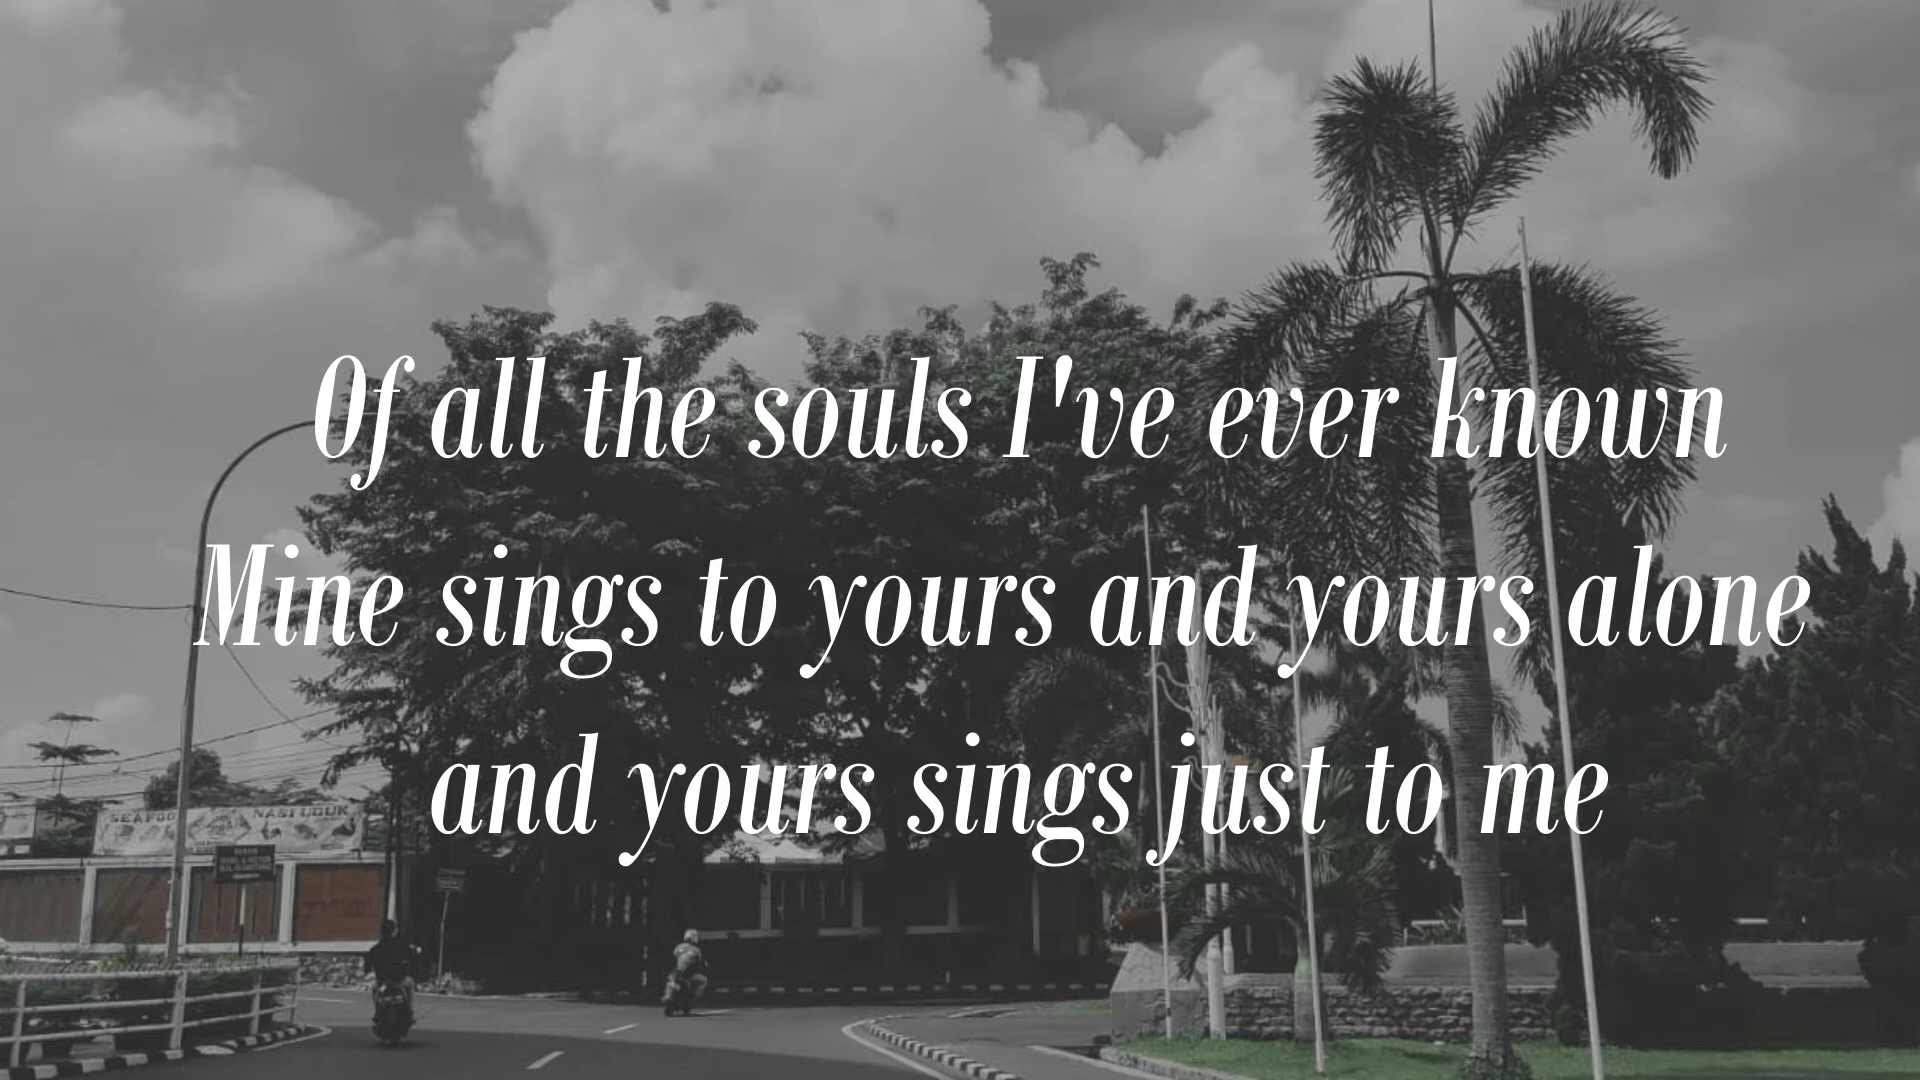 Of all the souls I've ever known
Mine sings to yours and yours alone
and yours sings just to me
SEAFOOD NASI UDUK